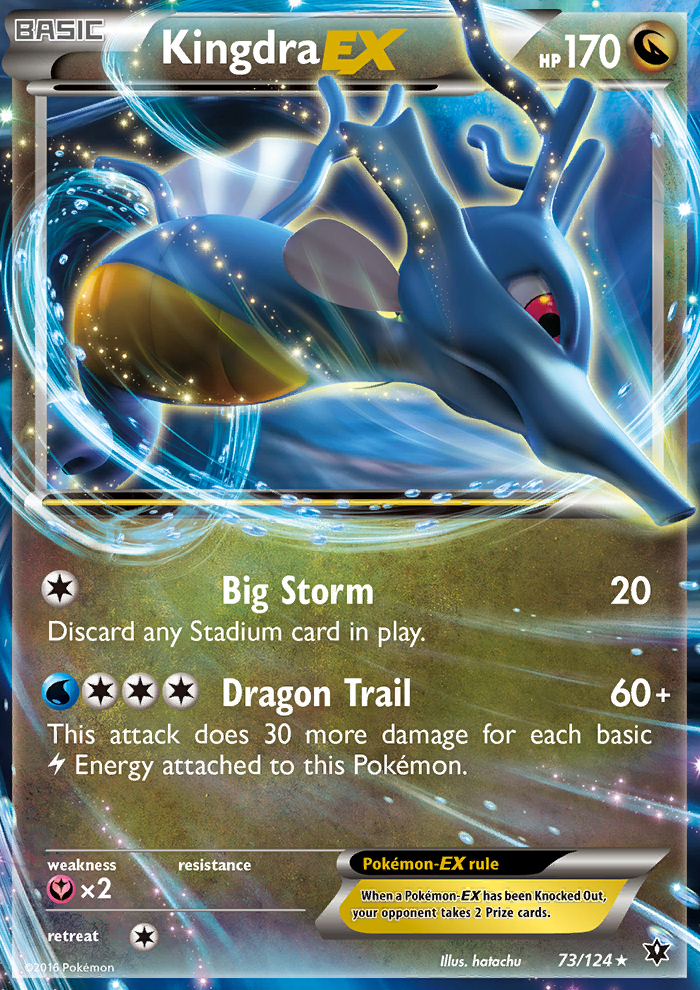 BASIC
KingdraEX
HP170
Big Storm 20
Discard any Stadium card in play.
Dragon Trail 60+
This attack does 30 more damage for each basic
Energy attached to this Pokémon.
weakness resistance
×2
Pokémon-EX rule
When a Pokémon-EX has been Knocked Out,
your opponent takes 2 Prize cards.
retreat
Illus. hatachu 73/124
©2016 Pokémon